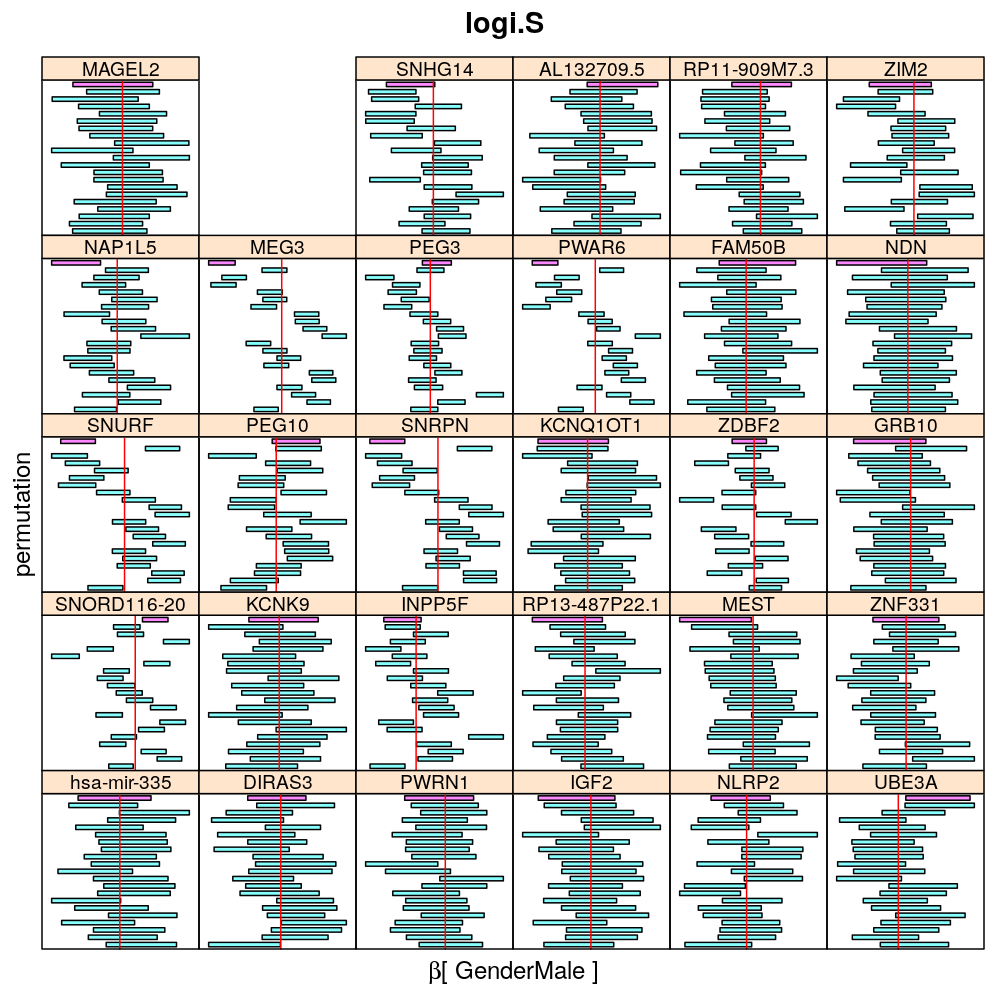 logi.S
MAGEL2 SNHG14 AL132709.5 RP11-909M7.3 ZIM2
NAP1L5 MEG3 PEG3 PWAR6 FAM50B NDN
SNURF PEG10 SNRPN KCNQ1OT1 ZDBF2 GRB10
SNORD116-20 KCNK9 INPP5F RP13-487P22.1 MEST ZNF331
hsa-mir-335 DIRAS3 PWRN1 IGF2 NLRP2 UBE3A
permutation
β[ GenderMale ]